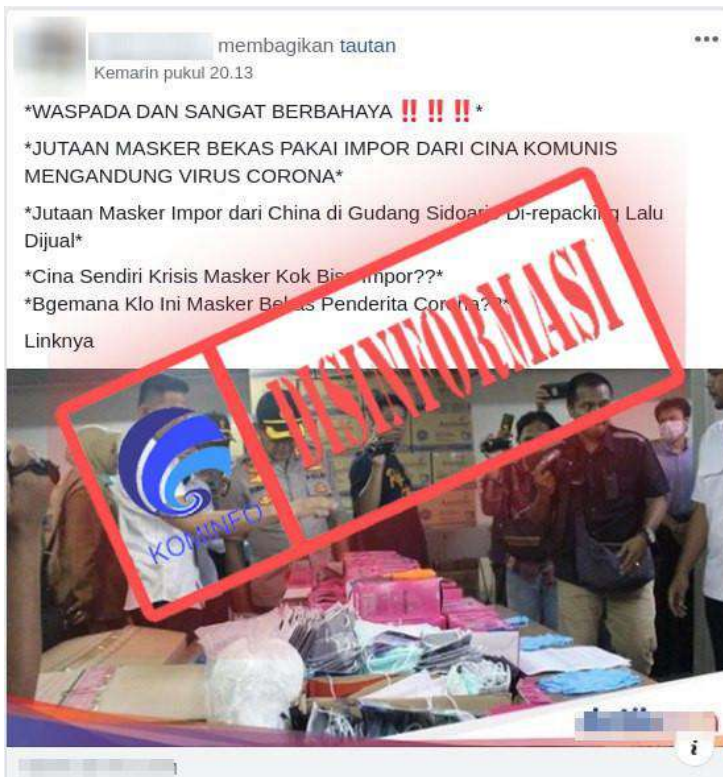 membagikan tautan
Kemarin pukul 20.13
*WASPADA DAN SANGAT BERBAHAYA ‼️ ‼️ ‼️ *
*JUTAAN MASKER BEKAS PAKAI IMPOR DARI CINA KOMUNIS
MENGANDUNG VIRUS CORONA*
*Jutaan Masker Impor dari China di Gudang Sidoarjo Di-repacking Lalu
Dijual*
*Cina Sendiri Krisis Masker Kok Bisa Impor??*
*Bgemana Klo Ini Masker Bekas Penderita Corona??*
Linknya
DISINFORMASI
KOMINFO